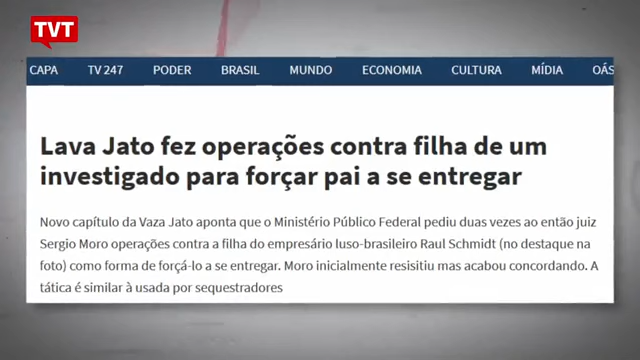 TVT
CAPA TV 247 PODER BRASIL MUNDO ECONOMIA CULTURA MÍDIA OÁS
Lava Jato fez operações contra filha de um
investigado para forçar pai a se entregar
Novo capítulo da Vaza Jato aponta que o Ministério Público Federal pediu duas vezes ao então juiz
Sergio Moro operações contra a filha do empresário luso-brasileiro Raul Schmidt (no destaque na
foto) como forma de forçá-lo a se entregar. Moro inicialmente resisitiu mas acabou concordando. A
tática é similar à usada por sequestradores